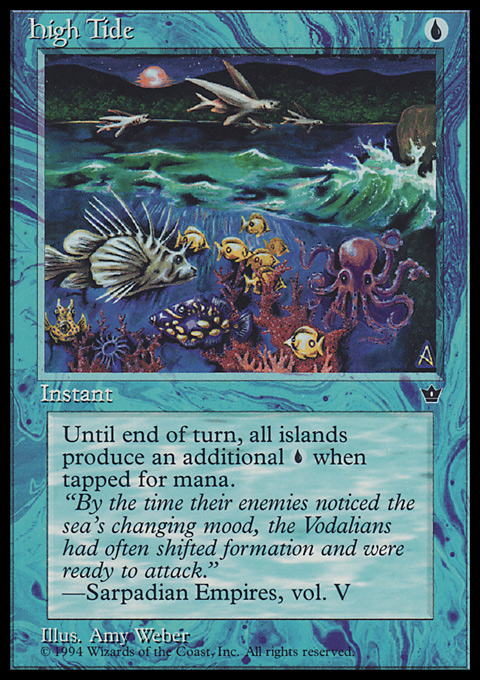 High Tide
Instant
Until end of turn, all islands
produce an additional when
tapped for mana.
“By the time their enemies noticed the
sea’s changing mood, the Vodalians
had often shifted formation and were
ready to attack.”
—Sarpadian Empires, vol. V
Illus. Amy Weber
© 1994 Wizards of the Coast, Inc. All rights reserved.